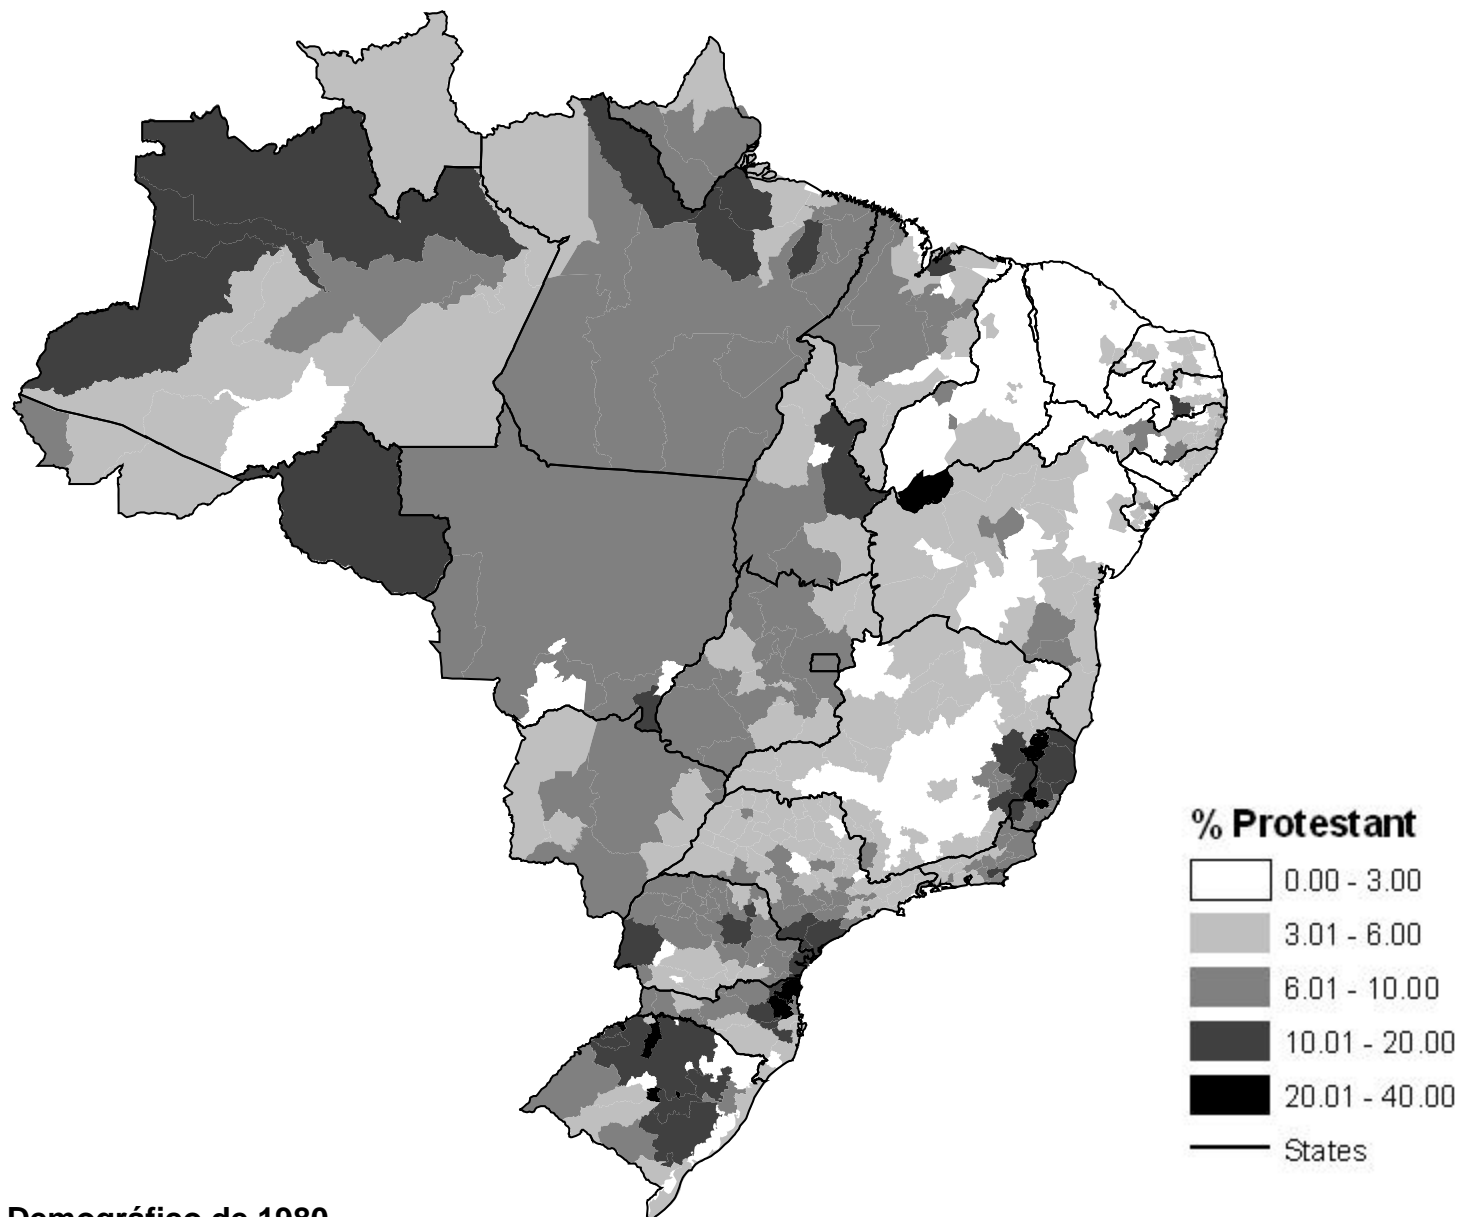 % Protestant
0.00 - 3.00
3.01 - 6.00
6.01 - 10.00
10.01 - 20.00
20.01 - 40.00
States
Demográfico de 1980